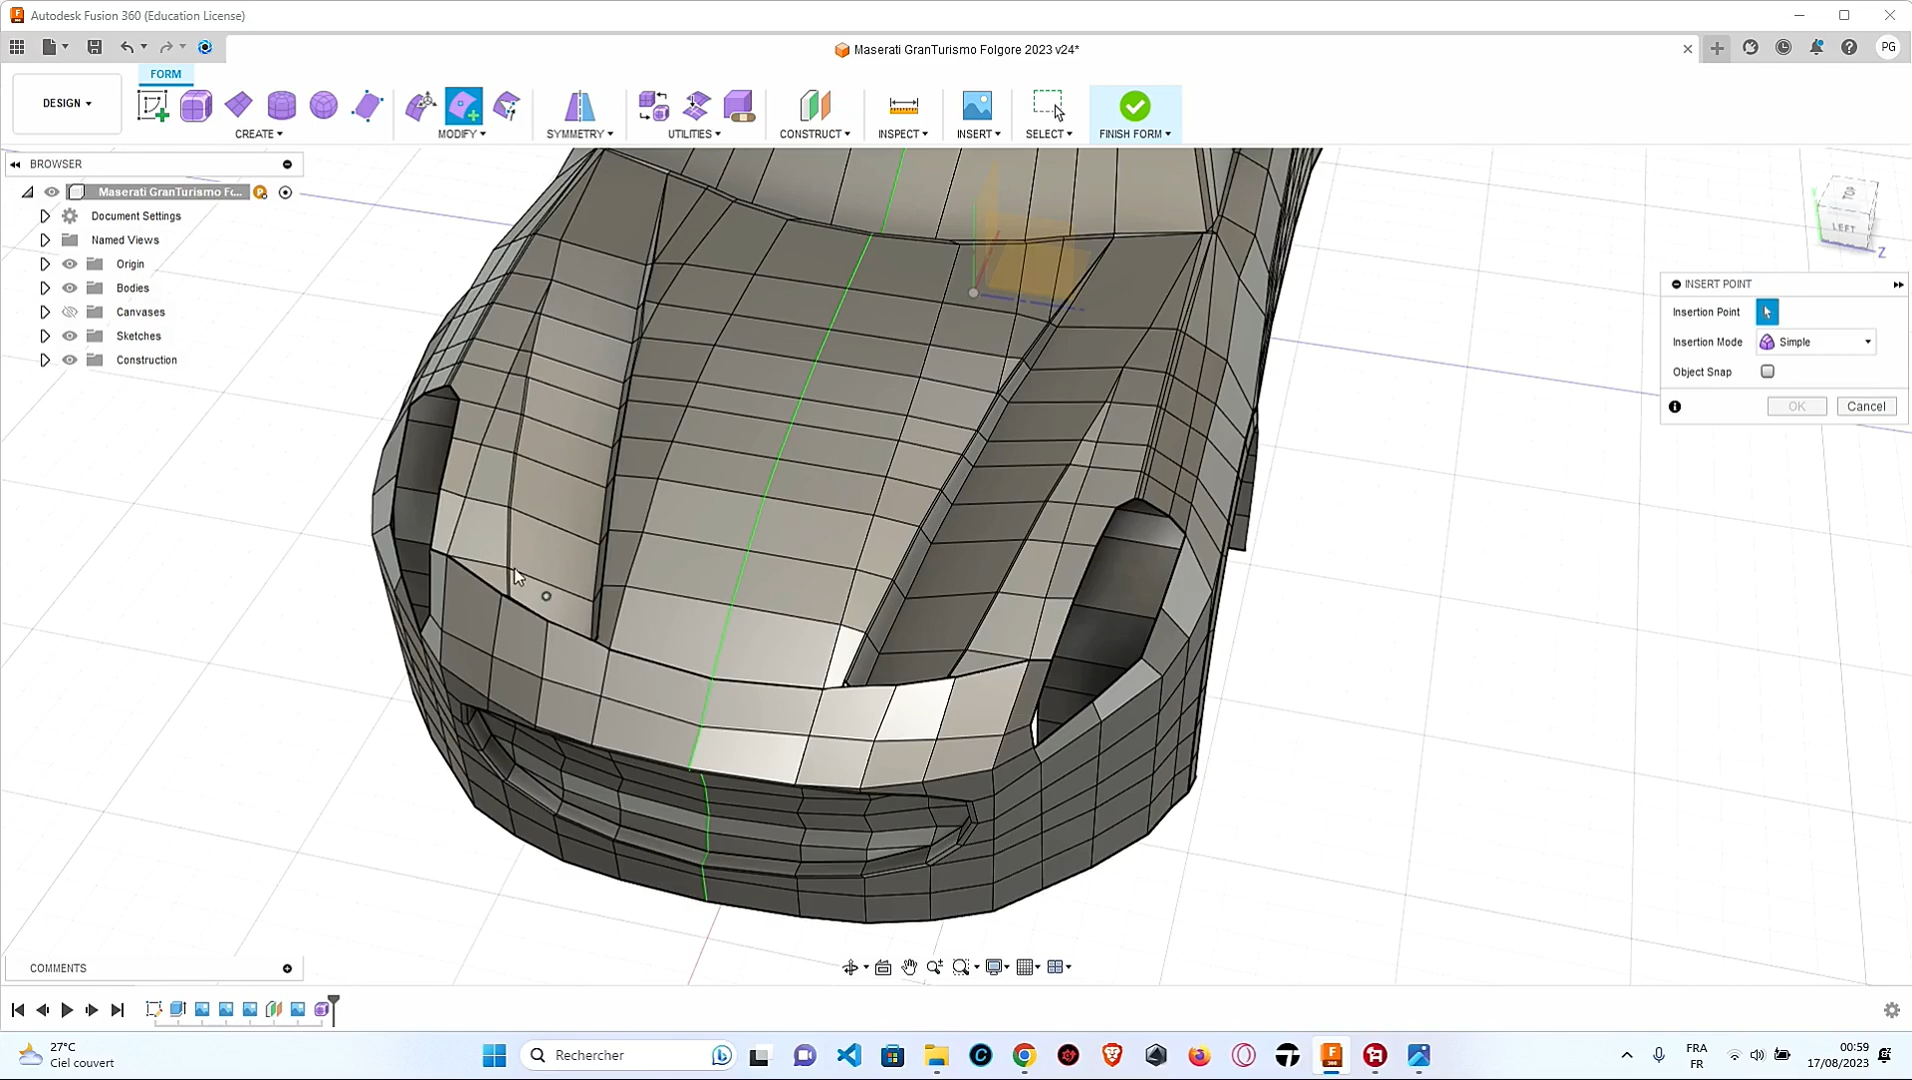 Autodesk Fusion 360 (Education License)
Maserati GranTurismo Folgore 2023 v24*
PG
FORM
DESIGN
CREATE
MODIFY
SYMMETRY
UTILITIES
CONSTRUCT
INSPECT
INSERT
SELECT
FINISH FORM
BROWSER
Maserati GranTurismo Fc...
Document Settings
Named Views
Origin
Bodies
Canvases
Sketches
Construction
TOP
LEFT
Z
INSERT POINT
Insertion Point
Insertion Mode
Simple
Object Snap
OK
Cancel
COMMENTS
27°C
Ciel couvert
Rechercher
FRA
FR
00:59
17/08/2023